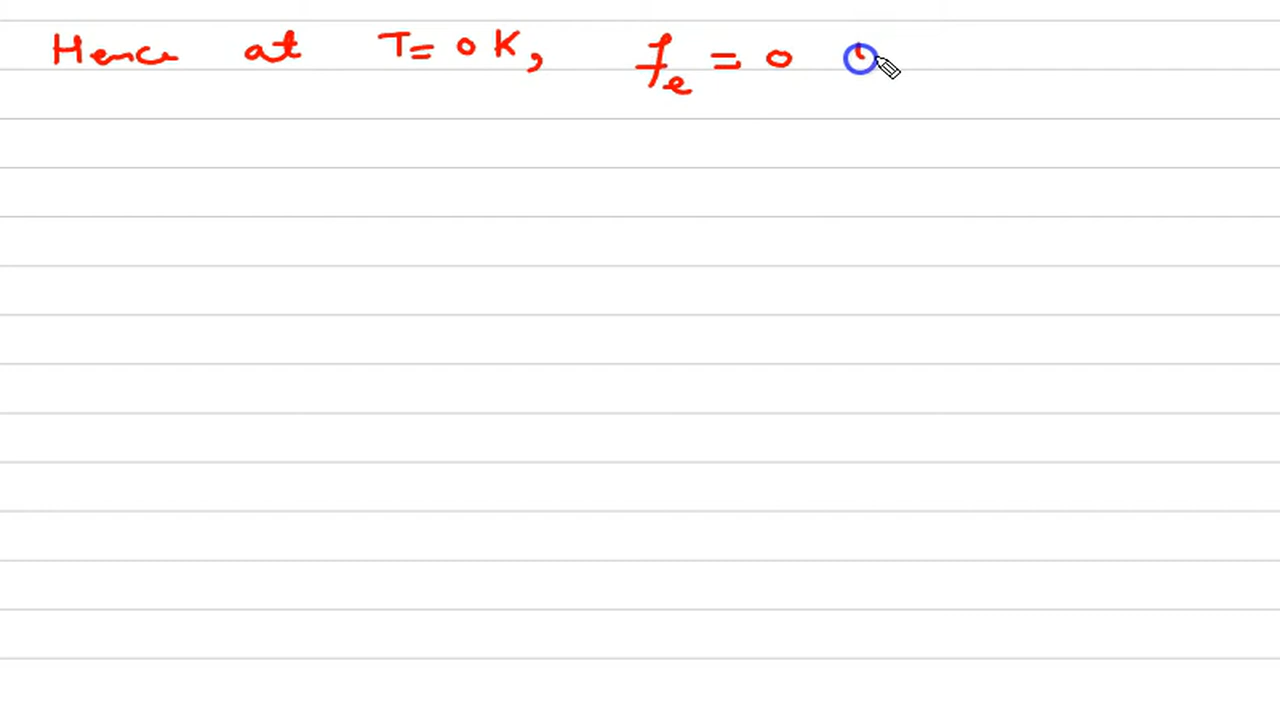 Hence at T= 0 K, fe = 0